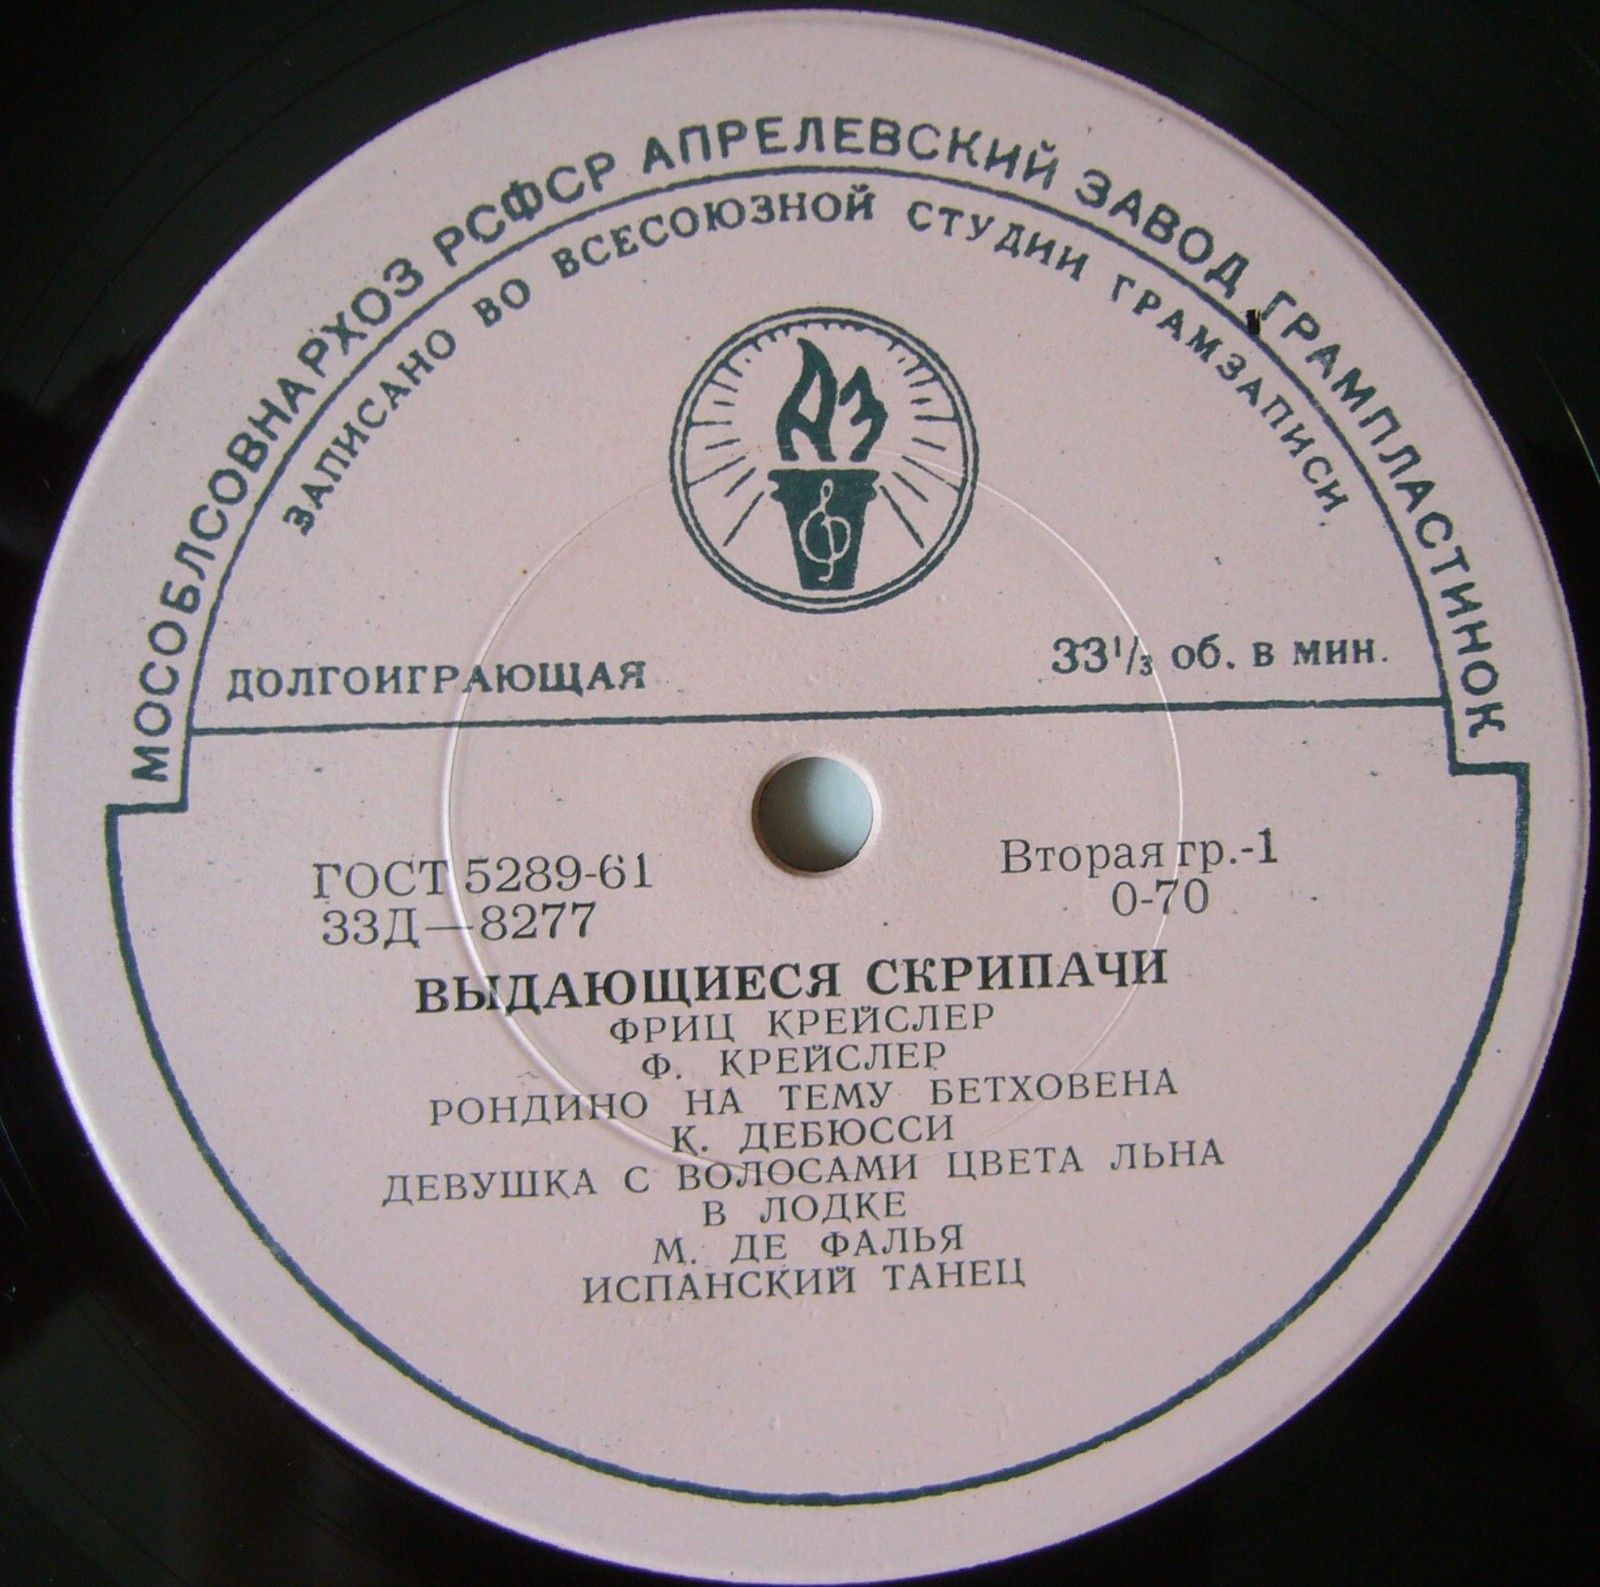 МОСОБЛСОВНАРХОЗ РСФСР АПРЕЛЕВСКИЙ ЗАВОД ГРАМПЛАСТИНОК
ЗАПИСАНО ВО ВСЕСОЮЗНОЙ СТУДИИ ГРАМЗАПИСИ.
АЗ
ДОЛГОИГРАЮЩАЯ
33 1/3 об. в мин.
ГОСТ 5289-61
33Д—8277
Вторая гр.-1
0-70
ВЫДАЮЩИЕСЯ СКРИПАЧИ
ФРИЦ КРЕЙСЛЕР
Ф. КРЕЙСЛЕР
РОНДИНО НА ТЕМУ БЕТХОВЕНА
К. ДЕБЮССИ
ДЕВУШКА С ВОЛОСАМИ ЦВЕТА ЛЬНА
В ЛОДКЕ
М. ДЕ ФАЛЬЯ
ИСПАНСКИЙ ТАНЕЦ